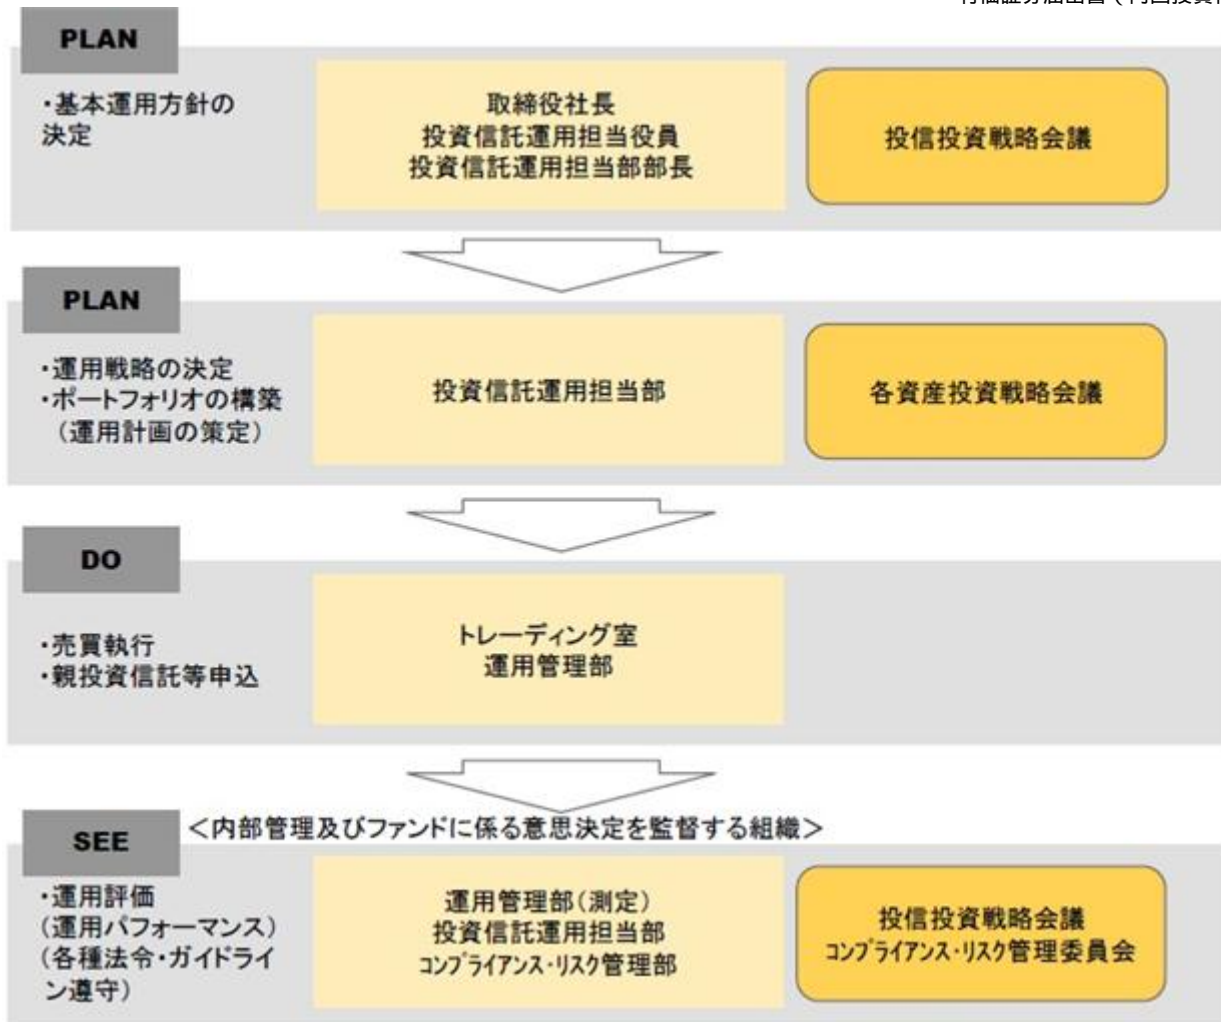 PLAN
・基本運用方針の
決定
取締役社長
投資信託運用担当役員
投資信託運用担当部部長
投信投資戦略会議
PLAN
・運用戦略の決定
・ポートフォリオの構築
（運用計画の策定）
投資信託運用担当部
各資産投資戦略会議
DO
・売買執行
・親投資信託等申込
トレーディング室
運用管理部
SEE
＜内部管理及びファンドに係る意思決定を監督する組織＞
・運用評価
（運用パフォーマンス）
（各種法令・ガイドライ
ン遵守）
運用管理部（測定）
投資信託運用担当部
ｺﾝﾌﾟﾗｲｱﾝｽ・ﾘｽｸ管理部
投信投資戦略会議
ｺﾝﾌﾟﾗｲｱﾝｽ・ﾘｽｸ管理委員会